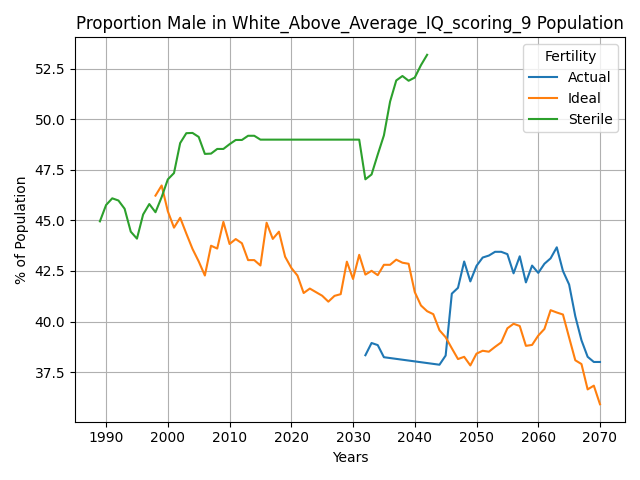 Proportion Male in White_Above_Average_IQ_scoring_9 Population
Fertility
Actual
Ideal
Sterile
% of Population
52.5
50.0
47.5
45.0
42.5
40.0
37.5
1990 2000 2010 2020 2030 2040 2050 2060 2070
Years